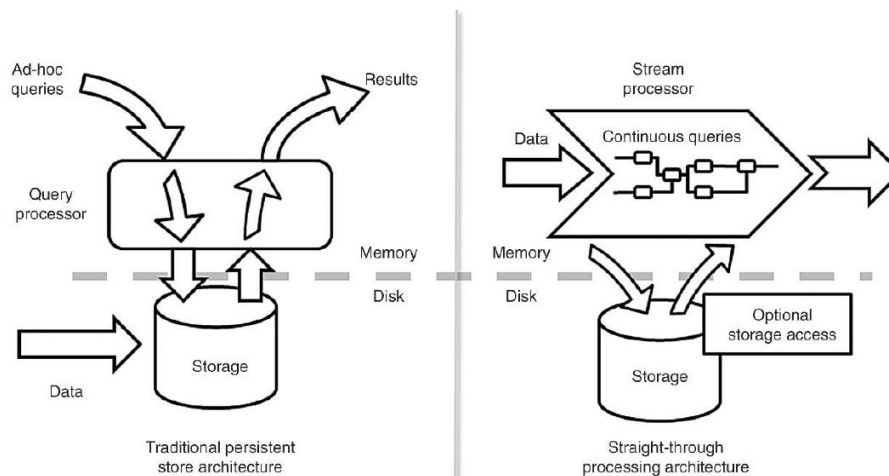 Ad-hoc
queries
Results
Query
processor
Memory
Disk
Storage
Data
Traditional persistent
store architecture
Stream
processor
Data
Continuous queries
Memory
Disk
Optional
storage access
Storage
Straight-through
processing architecture